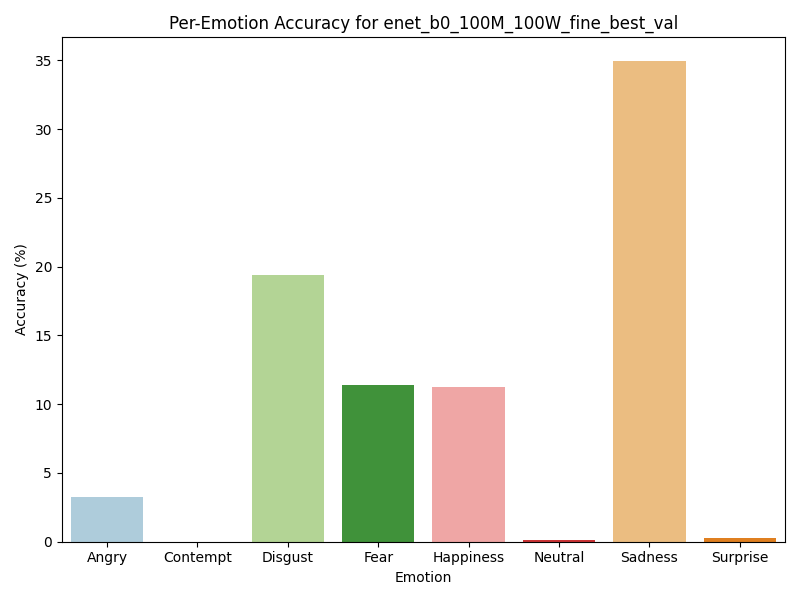 Per-Emotion Accuracy for enet_b0_100M_100W_fine_best_val
35
30
25
20
15
10
5
0
Accuracy (%)
Angry Contempt Disgust Fear Happiness Neutral Sadness Surprise
Emotion